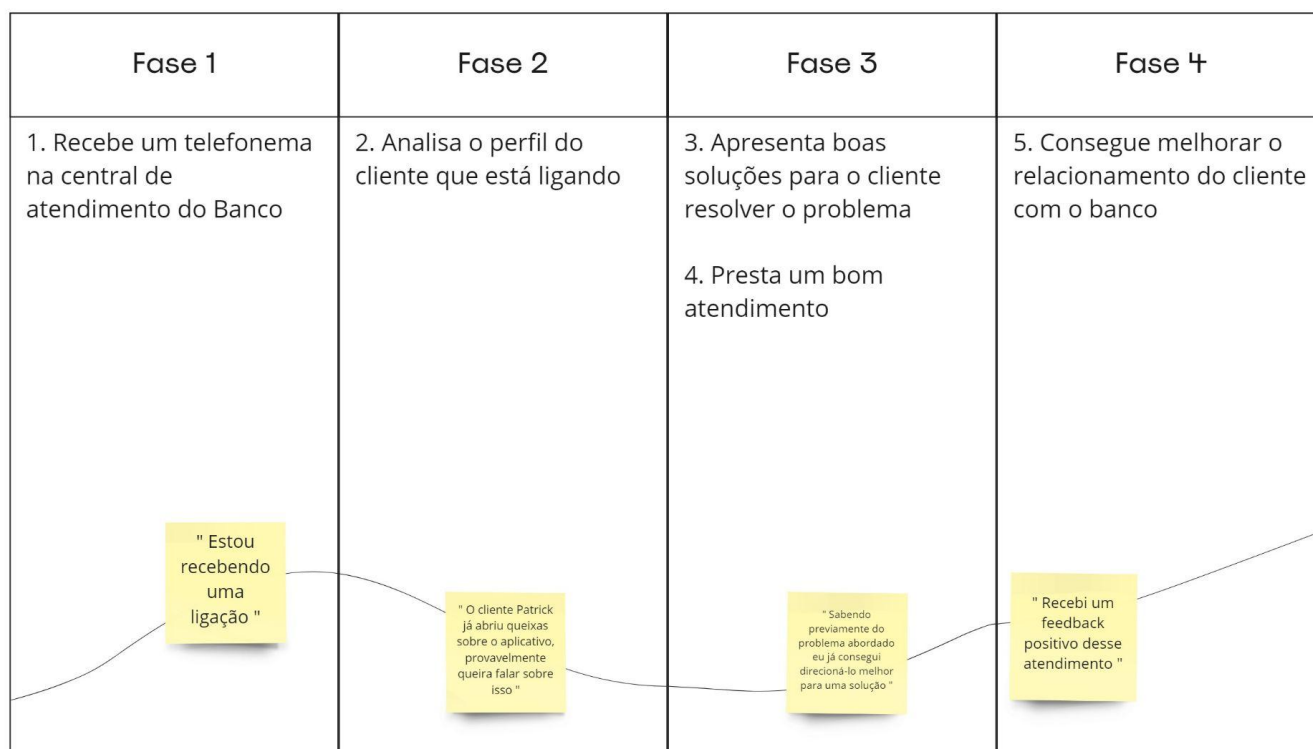 Fase 1
Fase 2
Fase 3
Fase 4
1. Recebe um telefonema
na central de
atendimento do Banco
2. Analisa o perfil do
cliente que está ligando
3. Apresenta boas
soluções para o cliente
resolver o problema
4. Presta um bom
atendimento
5. Consegue melhorar o
relacionamento do cliente
com o banco
" Estou
recebendo
uma
ligação "
" O cliente Patrick
já abriu queixas
sobre o aplicativo,
provavelmente
queira falar sobre
isso "
" Sabendo
previamente do
problema abordado
eu já consegui
direcioná-lo melhor
para uma solução "
" Recebi um
feedback
positivo desse
atendimento "